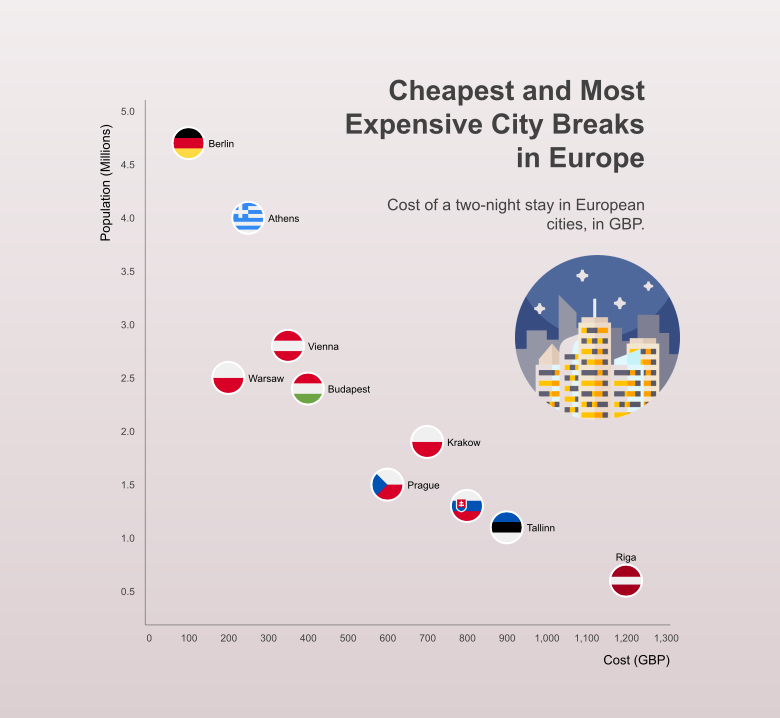 Cheapest and Most
Expensive City Breaks
in Europe
Cost of a two-night stay in European
cities, in GBP.
Population (Millions)
5.0
4.5
4.0
3.5
3.0
2.5
2.0
1.5
1.0
0.5
Berlin
Athens
Vienna
Warsaw
Budapest
Krakow
Prague
Tallinn
Riga
0 100 200 300 400 500 600 700 800 900 1,000 1,100 1,200 1,300
Cost (GBP)